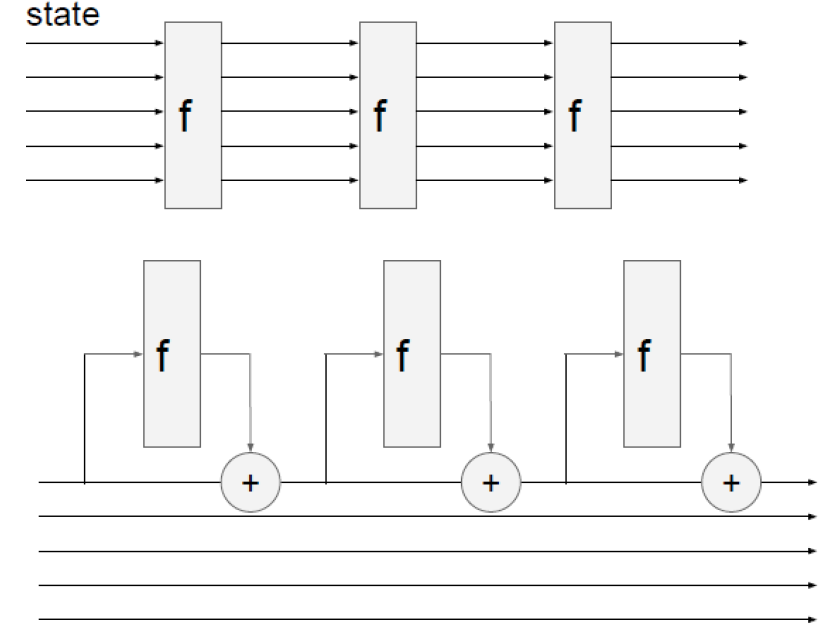 state
f f f
f f f
+ + +